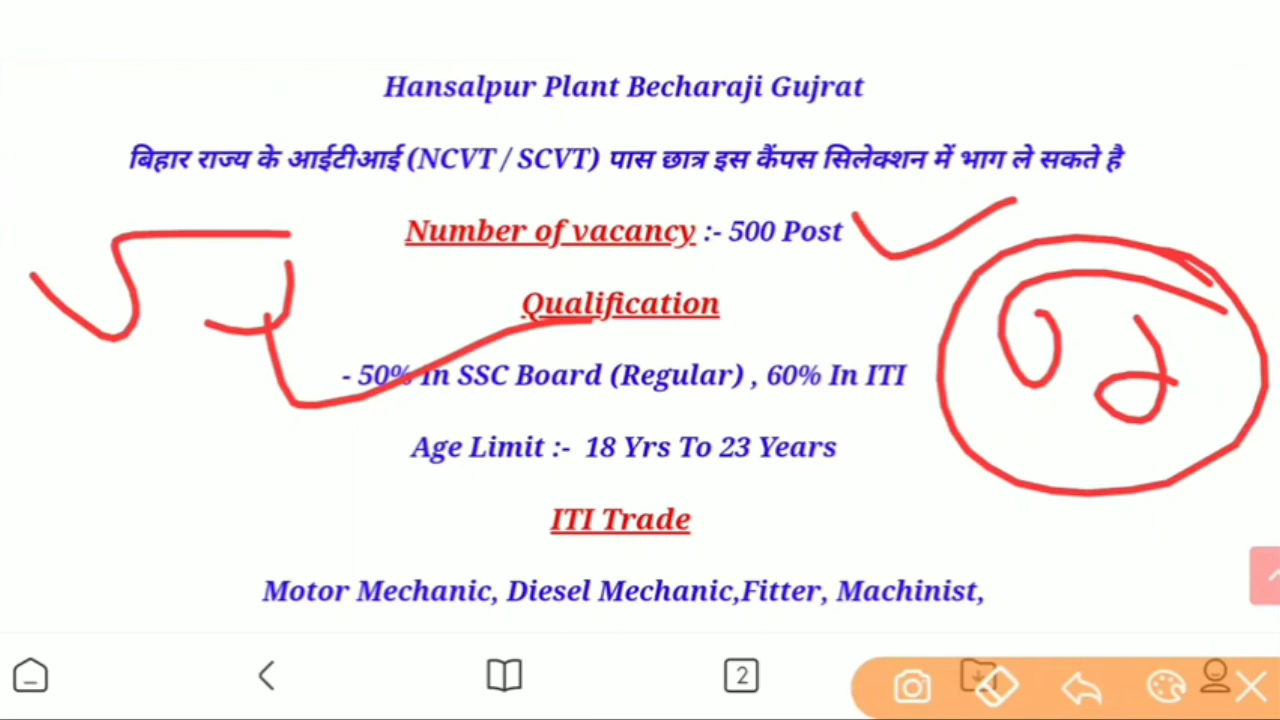 Hansalpur Plant Becharaji Gujrat
बिहार राज्य के आईटीआई (NCVT / SCVT) पास छात्र इस कैंपस सिलेक्शन में भाग ले सकते है
Number of vacancy :- 500 Post
Qualification
- 50% In SSC Board (Regular) , 60% In ITI
Age Limit :- 18 Yrs To 23 Years
ITI Trade
Motor Mechanic, Diesel Mechanic,Fitter, Machinist,
2